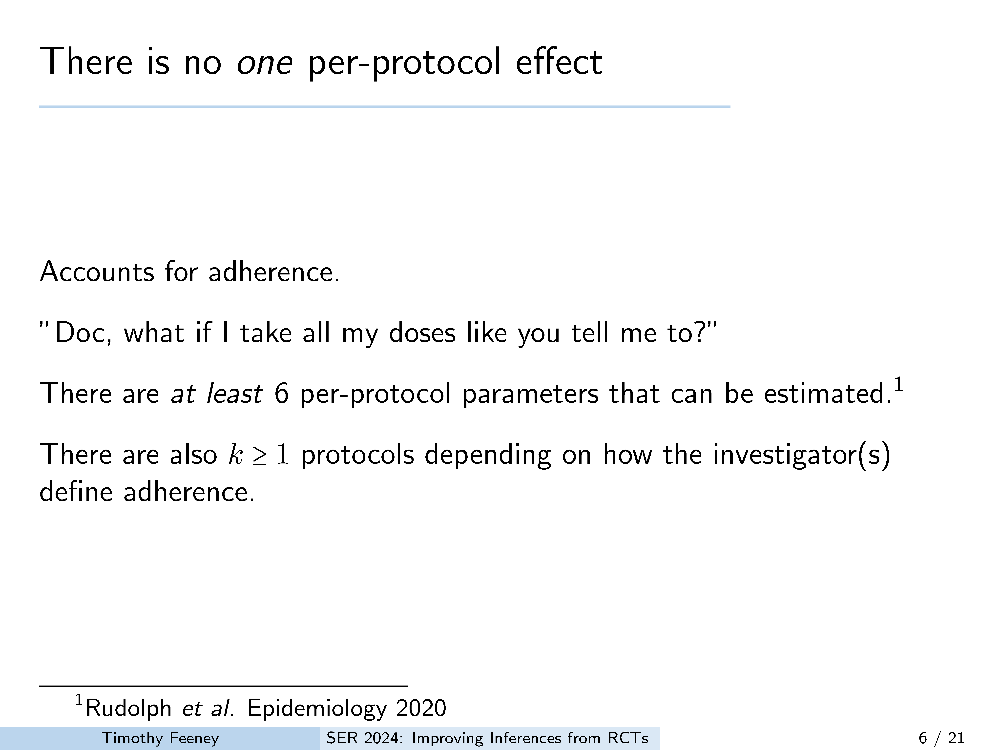 There is no one per-protocol effect
Accounts for adherence.
”Doc, what if I take all my doses like you tell me to?”
There are at least 6 per-protocol parameters that can be estimated.¹
There are also k ≥ 1 protocols depending on how the investigator(s)
define adherence.
¹Rudolph et al. Epidemiology 2020
Timothy Feeney
SER 2024: Improving Inferences from RCTs
6 / 21